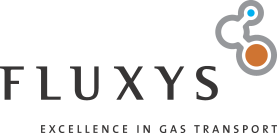 FLUXYS
EXCELLENCE IN GAS TRANSPORT